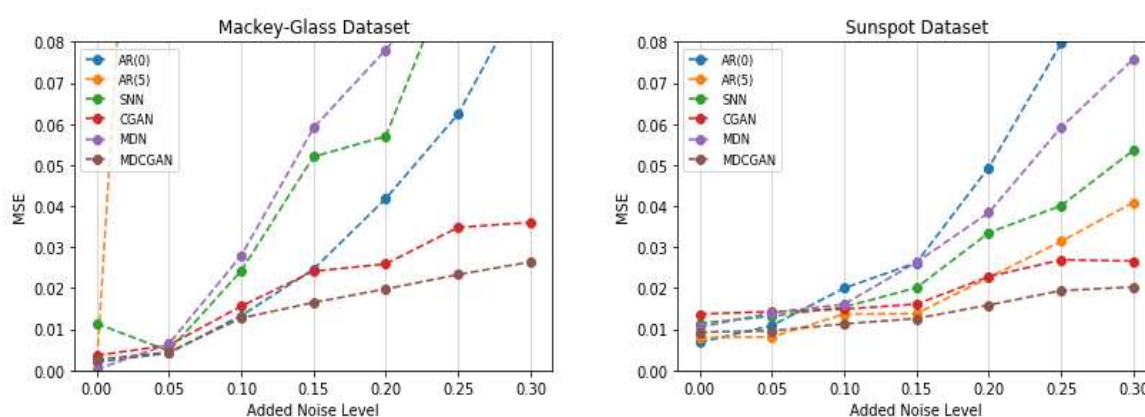 Mackey-Glass Dataset
0.08
0.07
0.06
0.05
0.04
0.03
0.02
0.01
0.00
MSE
AR(0)
AR(5)
SNN
CGAN
MDN
MDCGAN
0.00 0.05 0.10 0.15 0.20 0.25 0.30
Added Noise Level
Sunspot Dataset
0.08
0.07
0.06
0.05
0.04
0.03
0.02
0.01
0.00
MSE
AR(0)
AR(5)
SNN
CGAN
MDN
MDCGAN
0.00 0.05 0.10 0.15 0.20 0.25 0.30
Added Noise Level